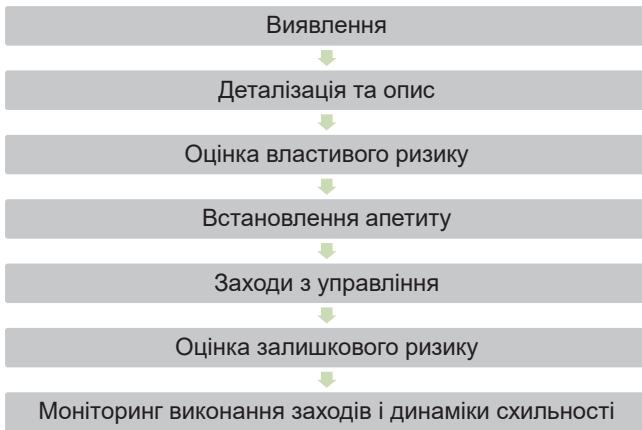 Виявлення
Деталізація та опис
Оцінка властивого ризику
Встановлення апетиту
Заходи з управління
Оцінка залишкового ризику
Моніторинг виконання заходів і динаміки схильності